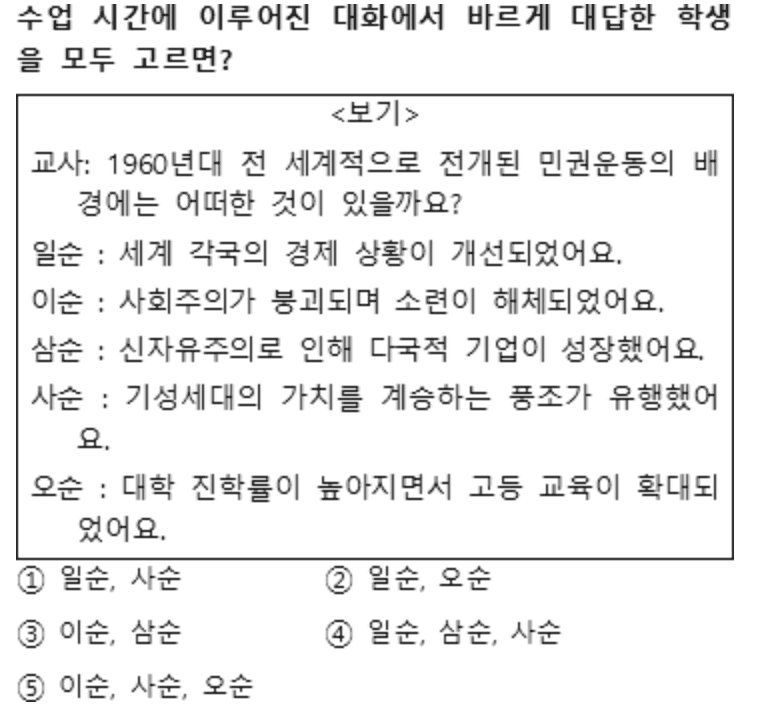 수업 시간에 이루어진 대화에서 바르게 대답한 학생
을 모두 고르면?
<보기>
교사: 1960년대 전 세계적으로 전개된 민권운동의 배
경에는 어떠한 것이 있을까요?
일순 : 세계 각국의 경제 상황이 개선되었어요.
이순 : 사회주의가 붕괴되며 소련이 해체되었어요.
삼순 : 신자유주의로 인해 다국적 기업이 성장했어요.
사순 : 기성세대의 가치를 계승하는 풍조가 유행했어
요.
오순 : 대학 진학률이 높아지면서 고등 교육이 확대되
었어요.
① 일순, 사순 ② 일순, 오순
③ 이순, 삼순 ④ 일순, 삼순, 사순
⑤ 이순, 사순, 오순